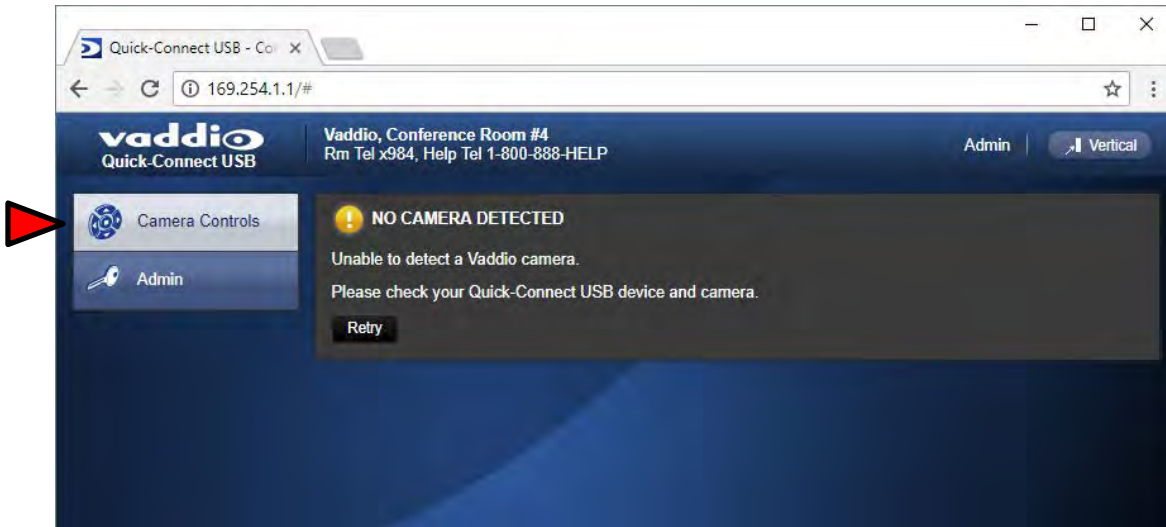 Quick-Connect USB - Co
169.254.1.1/#
vaddio
Quick-Connect USB
Vaddio, Conference Room #4
Rm Tel x984, Help Tel 1-800-888-HELP
Admin
Vertical
Camera Controls
Admin
NO CAMERA DETECTED
Unable to detect a Vaddio camera.
Please check your Quick-Connect USB device and camera.
Retry